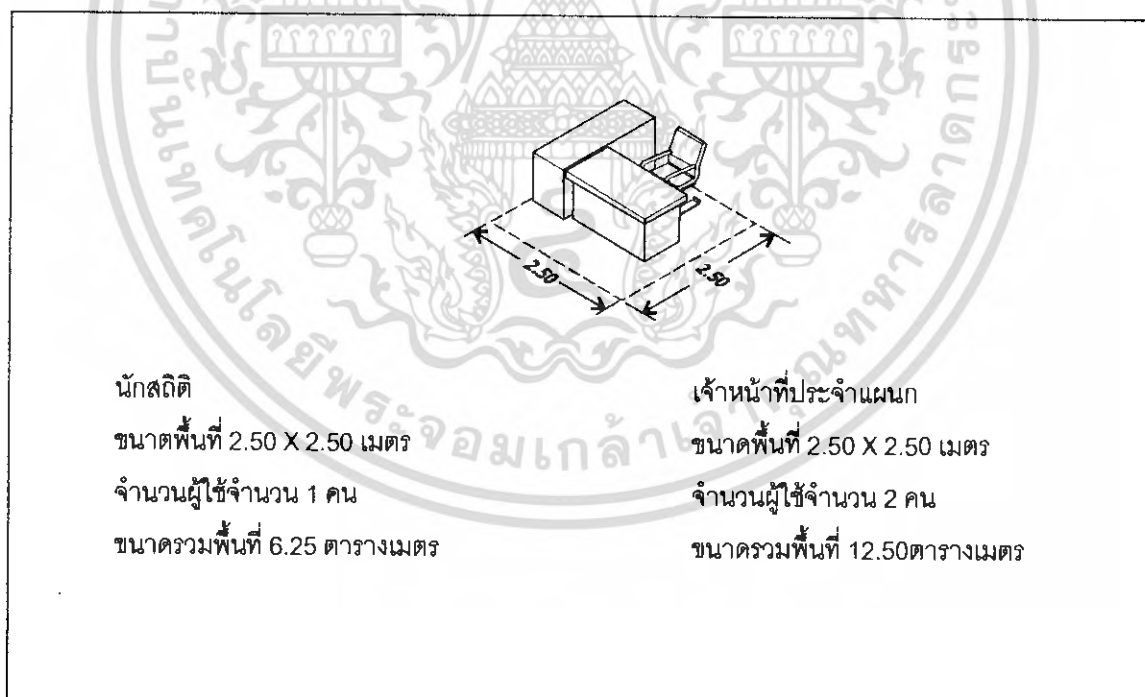 2.50
2.50
นักสถิติ
ขนาดพื้นที่ 2.50 X 2.50 เมตร
จำนวนผู้ใช้จำนวน 1 คน
ขนาดรวมพื้นที่ 6.25 ตารางเมตร
เจ้าหน้าที่ประจำแผนก
ขนาดพื้นที่ 2.50 X 2.50 เมตร
จำนวนผู้ใช้จำนวน 2 คน
ขนาดรวมพื้นที่ 12.50ตารางเมตร